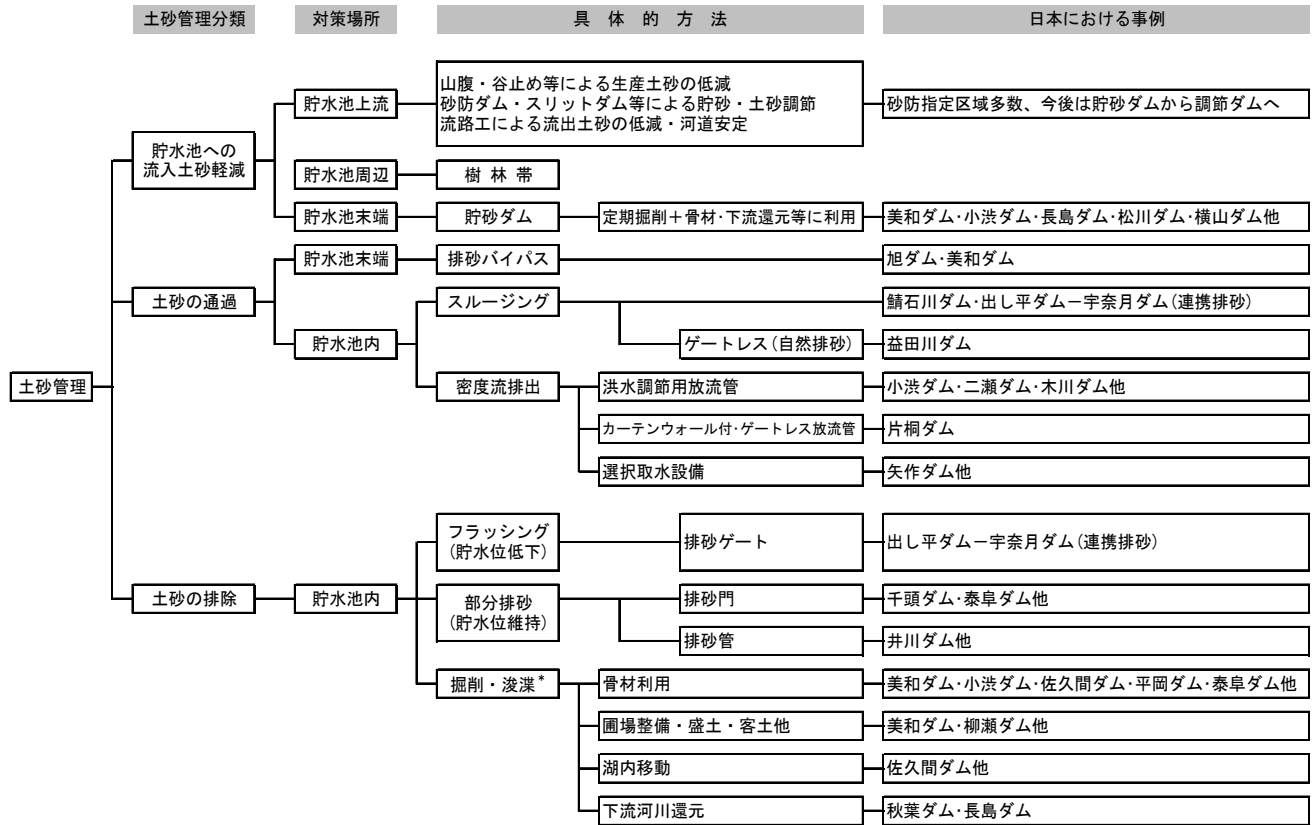 土砂管理分類
対策場所
具 体 的 方 法
日本における事例
土砂管理
貯水池への
流入土砂軽減
貯水池上流
山腹・谷止め等による生産土砂の低減
砂防ダム・スリットダム等による貯砂・土砂調節
流路工による流出土砂の低減・河道安定
砂防指定区域多数、今後は貯砂ダムから調節ダムへ
貯水池周辺
樹 林 帯
貯水池末端
貯砂ダム
定期掘削＋骨材・下流還元等に利用
美和ダム・小渋ダム・長島ダム・松川ダム・横山ダム他
土砂の通過
貯水池末端
排砂バイパス
旭ダム・美和ダム
貯水池内
スルージング
鯖石川ダム・出し平ダムー宇奈月ダム(連携排砂)
ゲートレス(自然排砂)
益田川ダム
密度流排出
洪水調節用放流管
小渋ダム・二瀬ダム・木川ダム他
カーテンウォール付・ゲートレス放流管
片桐ダム
選択取水設備
矢作ダム他
土砂の排除
貯水池内
フラッシング
(貯水位低下)
排砂ゲート
出し平ダムー宇奈月ダム(連携排砂)
部分排砂
(貯水位維持)
排砂門
千頭ダム・泰阜ダム他
排砂管
井川ダム他
掘削・浚渫*
骨材利用
美和ダム・小渋ダム・佐久間ダム・平岡ダム・泰阜ダム他
圃場整備・盛土・客土他
美和ダム・柳瀬ダム他
湖内移動
佐久間ダム他
下流河川還元
秋葉ダム・長島ダム